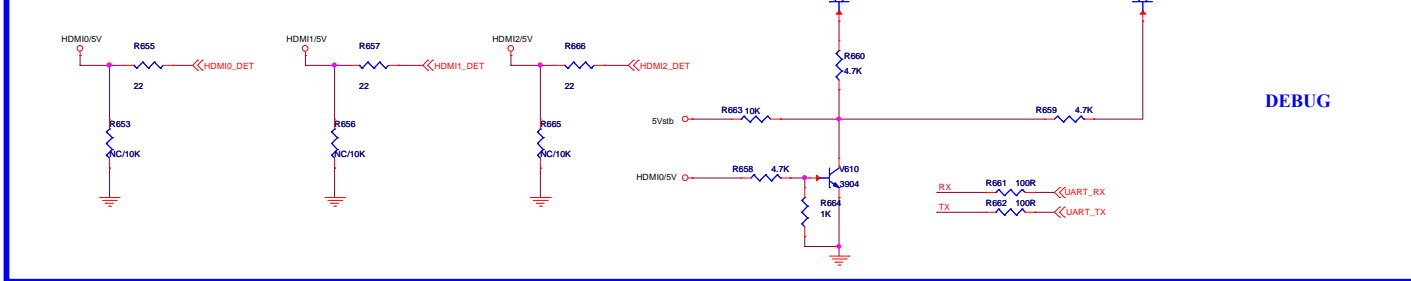 HDMI0/5V
R655
22
HDMI0_DET
R653
NC/10K
HDMI1/5V
R657
22
HDMI1_DET
R656
NC/10K
HDMI2/5V
R666
22
HDMI2_DET
R665
NC/10K
R660
4.7K
5Vstb
R663 10K
R659 4.7K
HDMI0/5V
R658 4.7K
V610
3904
R664
1K
DEBUG
RX
R661 100R
UART_RX
TX
R662 100R
UART_TX